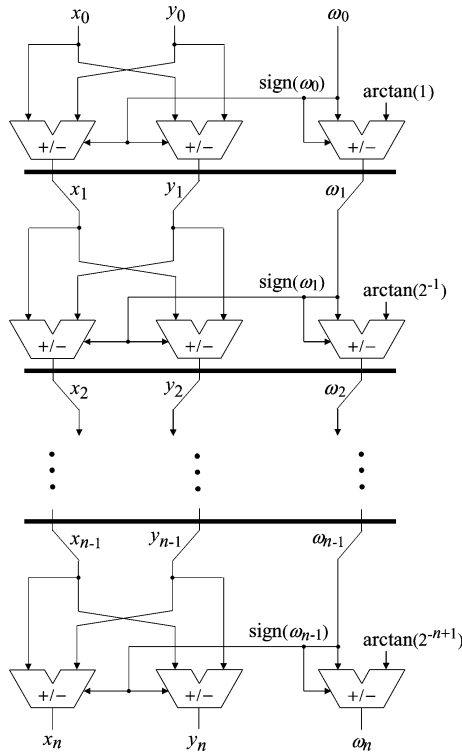 x₀ y₀ ω₀
sign(ω₀) arctan(1)
+/− +/− +/−
x₁ y₁ ω₁
sign(ω₁) arctan(2⁻¹)
+/− +/− +/−
x₂ y₂ ω₂
xₙ₋₁ yₙ₋₁ ωₙ₋₁
sign(ωₙ₋₁) arctan(2⁻ⁿ⁺¹)
+/− +/− +/−
xₙ yₙ ωₙ